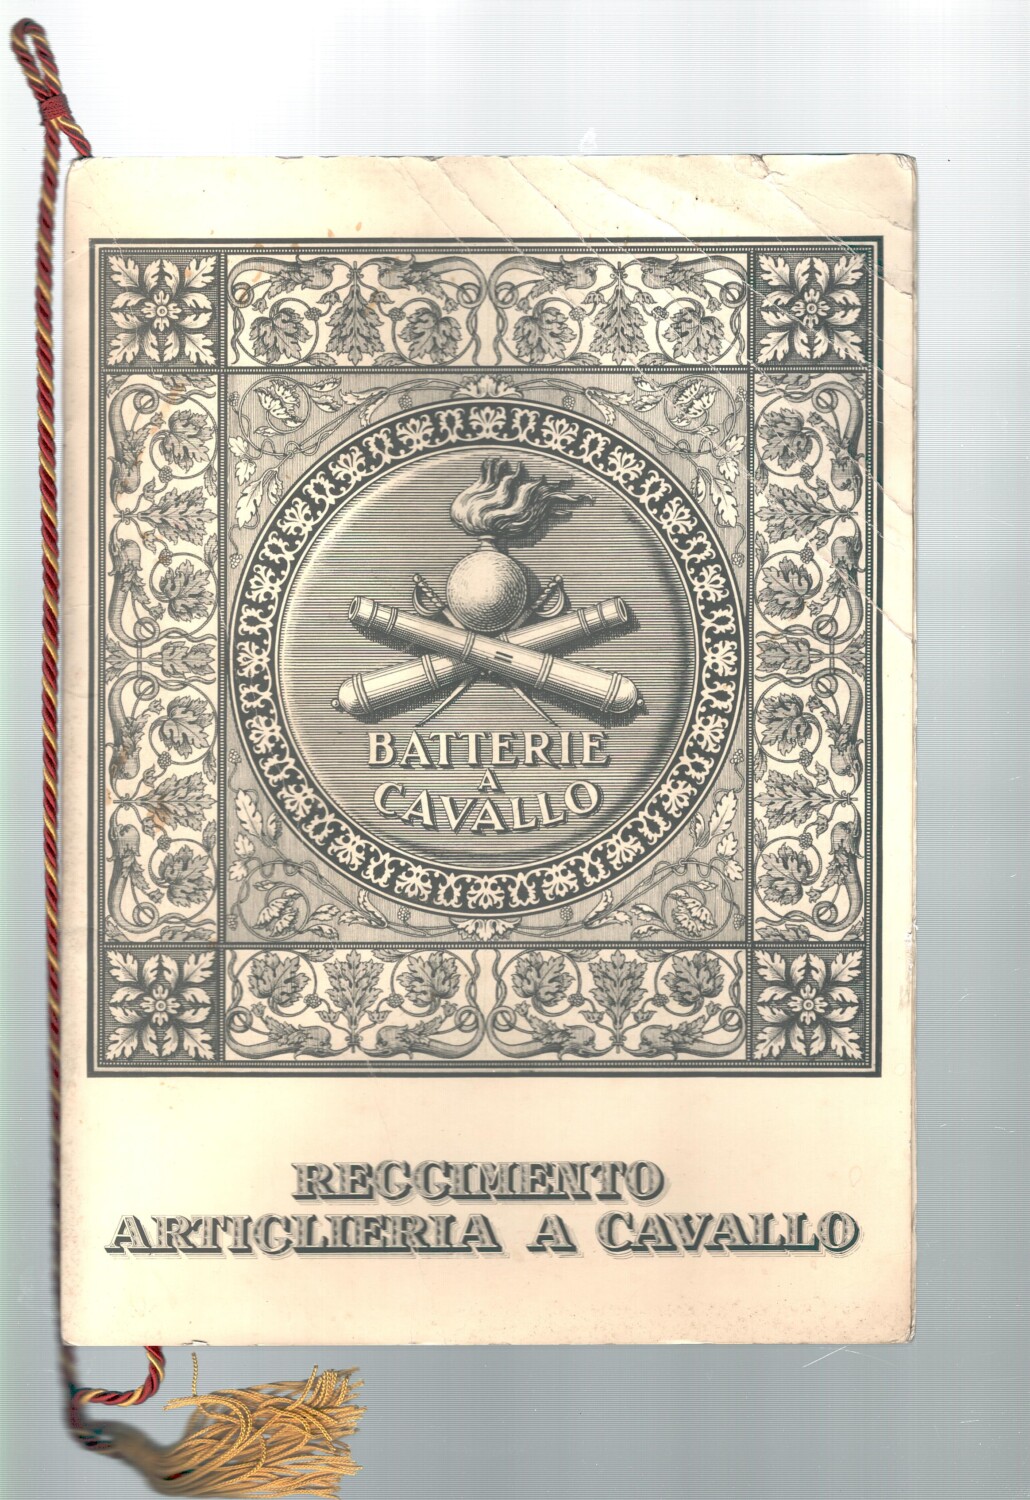 BATTERIE
A
CAVALLO
REGGIMENTO
ARTIGLIERIA A CAVALLO